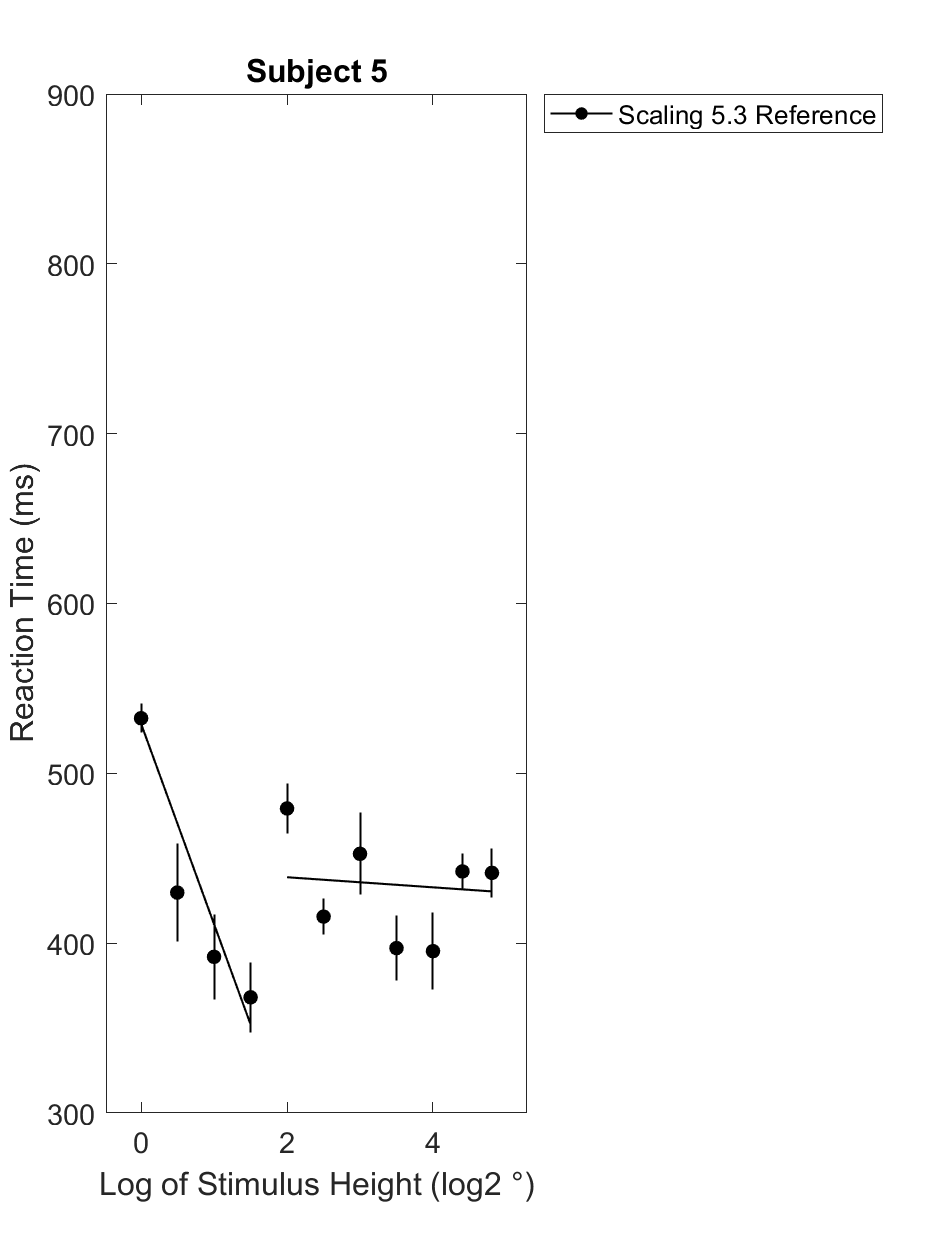 Subject 5
Scaling 5.3 Reference
900
800
700
600
500
400
300
Reaction Time (ms)
0 2 4
Log of Stimulus Height (log2 °)